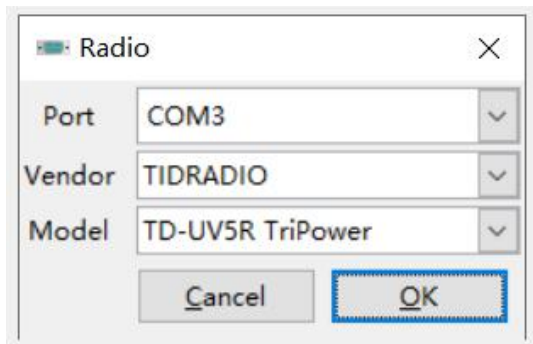 Radio
Port COM3
Vendor TIDRADIO
Model TD-UV5R TriPower
Cancel OK